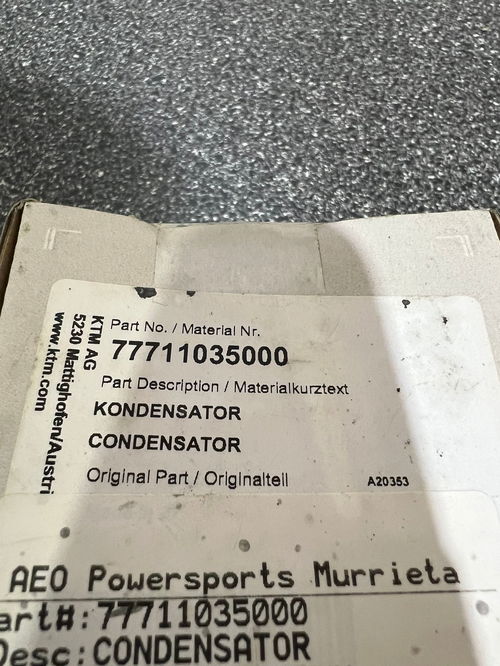 Part No. / Material Nr.
77711035000
Part Description / Materialkurztext
KONDENSATOR
CONDENSATOR
Original Part / Originalteil
A20353
KTM AG
5230 Mattighofen/Austri
www.ktm.com
AEO Powersports Murrieta
art#:77711035000
Desc:CONDENSATOR